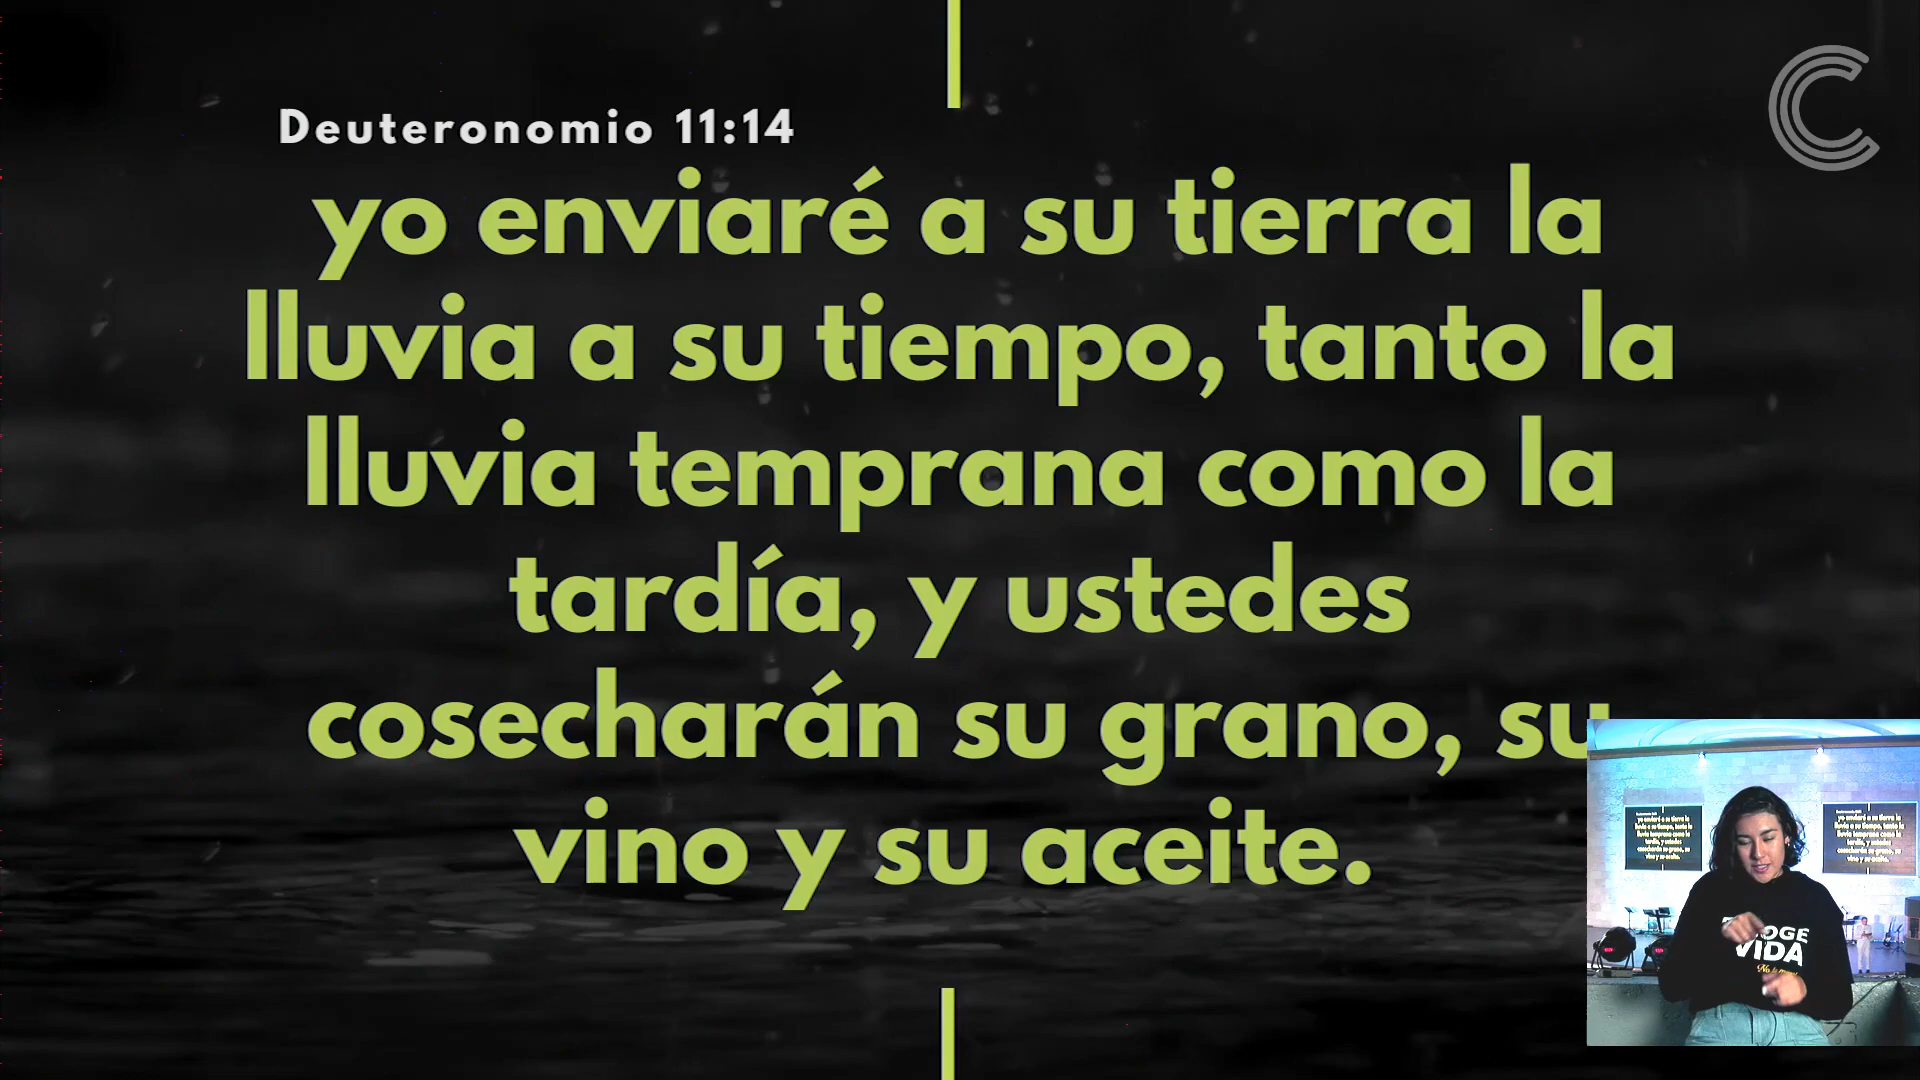 Deuteronomio 11:14
yo enviaré a su tierra la
lluvia a su tiempo, tanto la
lluvia temprana como la
tardía, y ustedes
cosecharán su grano, su
vino y su aceite.
VIDA